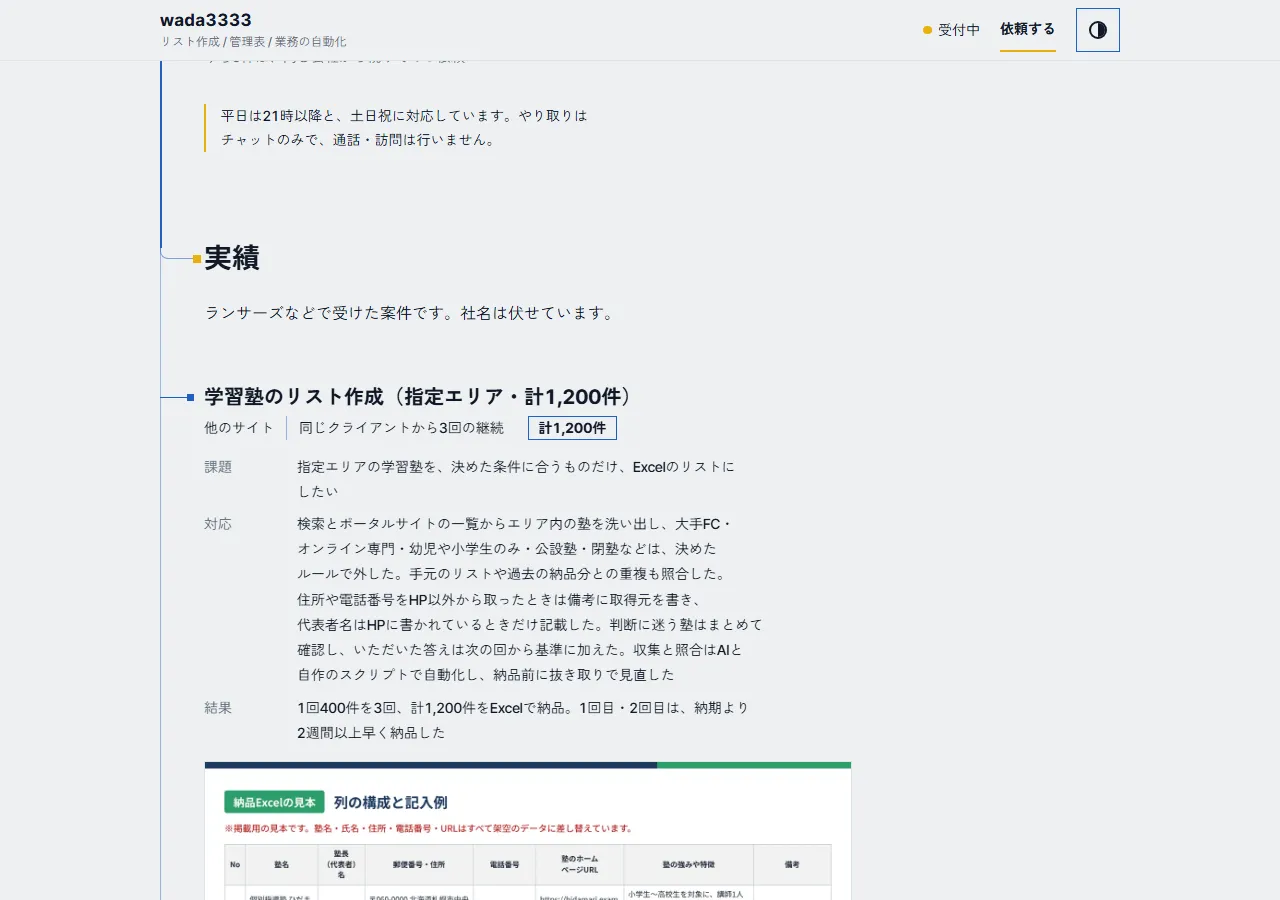 wada3333
リスト作成 / 管理表 / 業務の自動化
受付中
依頼する
平日は21時以降と、土日祝に対応しています。やり取りは
チャットのみで、通話・訪問は行いません。
実績
ランサーズなどで受けた案件です。社名は伏せています。
学習塾のリスト作成（指定エリア・計1,200件）
他のサイト
同じクライアントから3回の継続
計1,200件
課題
指定エリアの学習塾を、決めた条件に合うものだけ、Excelのリストに
したい
対応
検索とポータルサイトの一覧からエリア内の塾を洗い出し、大手FC・
オンライン専門・幼児や小学生のみ・公設塾・閉塾などは、決めた
ルールで外した。手元のリストや過去の納品分との重複も照合した。
住所や電話番号をHP以外から取ったときは備考に取得元を書き、
代表者名はHPに書かれているときだけ記載した。判断に迷う塾はまとめて
確認し、いただいた答えは次の回から基準に加えた。収集と照合はAIと
自作のスクリプトで自動化し、納品前に抜き取りで見直した
結果
1回400件を3回、計1,200件をExcelで納品。1回目・2回目は、納期より
2週間以上早く納品した
納品Excelの見本
列の構成と記入例
※掲載用の見本です。塾名・氏名・住所・電話番号・URLはすべて架空のデータに差し替えています。
No
塾名
塾長
（代表者）
名
郵便番号・住所
電話番号
塾のホーム
ページURL
塾の強みや特徴
備考
小学生〜高校生を対象に、講師1人